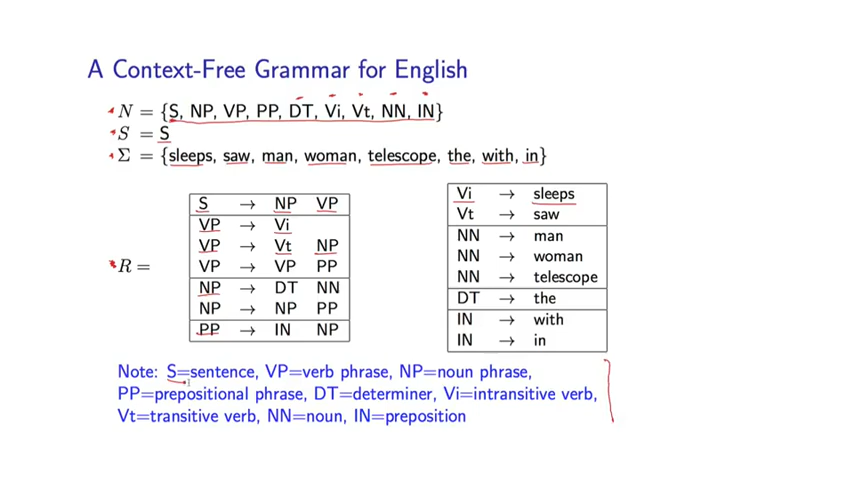 A Context-Free Grammar for English
N = {S, NP, VP, PP, DT, Vi, Vt, NN, IN}
S = S
Σ = {sleeps, saw, man, woman, telescope, the, with, in}
R =
S → NP VP
VP → Vi
VP → Vt NP
VP → VP PP
NP → DT NN
NP → NP PP
PP → IN NP
Vi → sleeps
Vt → saw
NN → man
NN → woman
NN → telescope
DT → the
IN → with
IN → in
Note: S=sentence, VP=verb phrase, NP=noun phrase,
PP=prepositional phrase, DT=determiner, Vi=intransitive verb,
Vt=transitive verb, NN=noun, IN=preposition